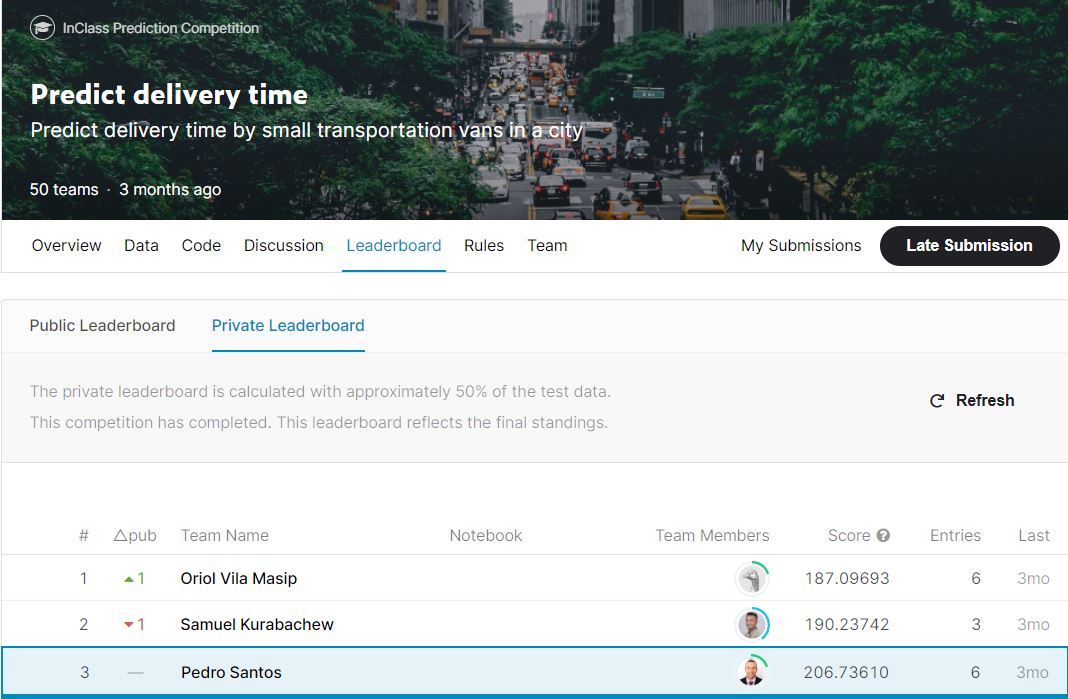 InClass Prediction Competition
Predict delivery time
Predict delivery time by small transportation vans in a city
50 teams · 3 months ago
Overview Data Code Discussion Leaderboard Rules Team My Submissions Late Submission
Public Leaderboard Private Leaderboard
The private leaderboard is calculated with approximately 50% of the test data.
This competition has completed. This leaderboard reflects the final standings.
Refresh
# △pub Team Name Notebook Team Members Score ? Entries Last
1 ▲1 Oriol Vila Masip 187.09693 6 3mo
2 ▼1 Samuel Kurabachew 190.23742 3 3mo
3 — Pedro Santos 206.73610 6 3mo